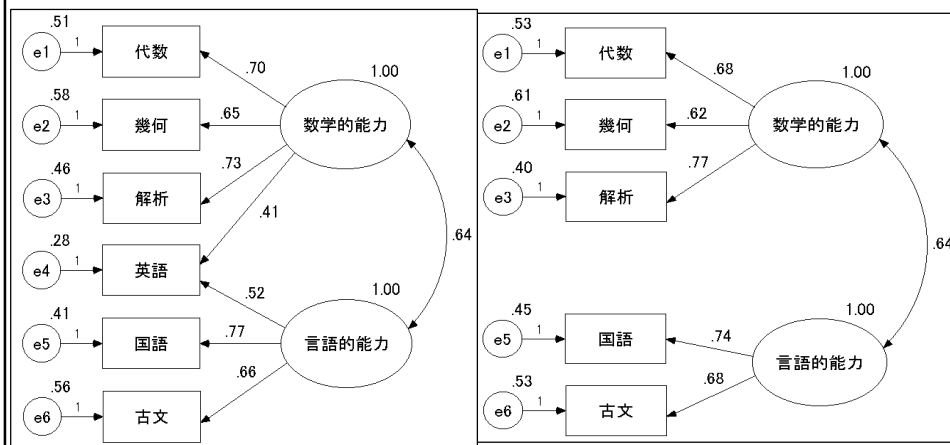 .51
e1
1
代数
.70
1.00
.58
e2
1
幾何
.65
数学的能力
.46
e3
1
解析
.73
.41
.64
.28
e4
1
英語
.52
1.00
.41
e5
1
国語
.77
言語的能力
.56
e6
1
古文
.66
.53
e1
1
代数
.68
1.00
.61
e2
1
幾何
.62
数学的能力
.40
e3
1
解析
.77
.64
.45
e5
1
国語
.74
1.00
言語的能力
.53
e6
1
古文
.68